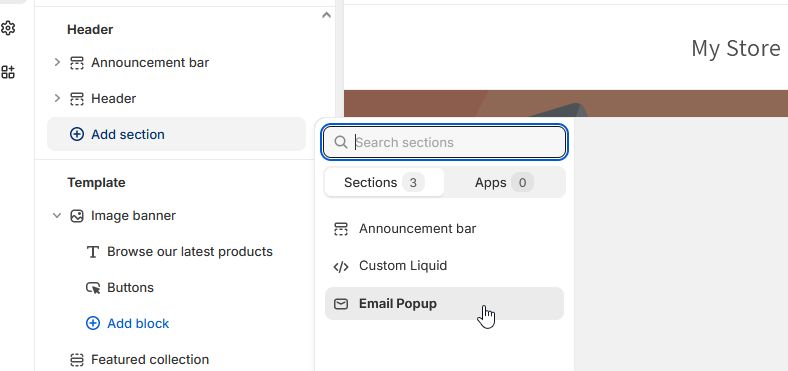 Header
Announcement bar
Header
Add section
Template
Image banner
Browse our latest products
Buttons
Add block
Featured collection
Search sections
Sections 3
Apps 0
Announcement bar
Custom Liquid
Email Popup
My Store